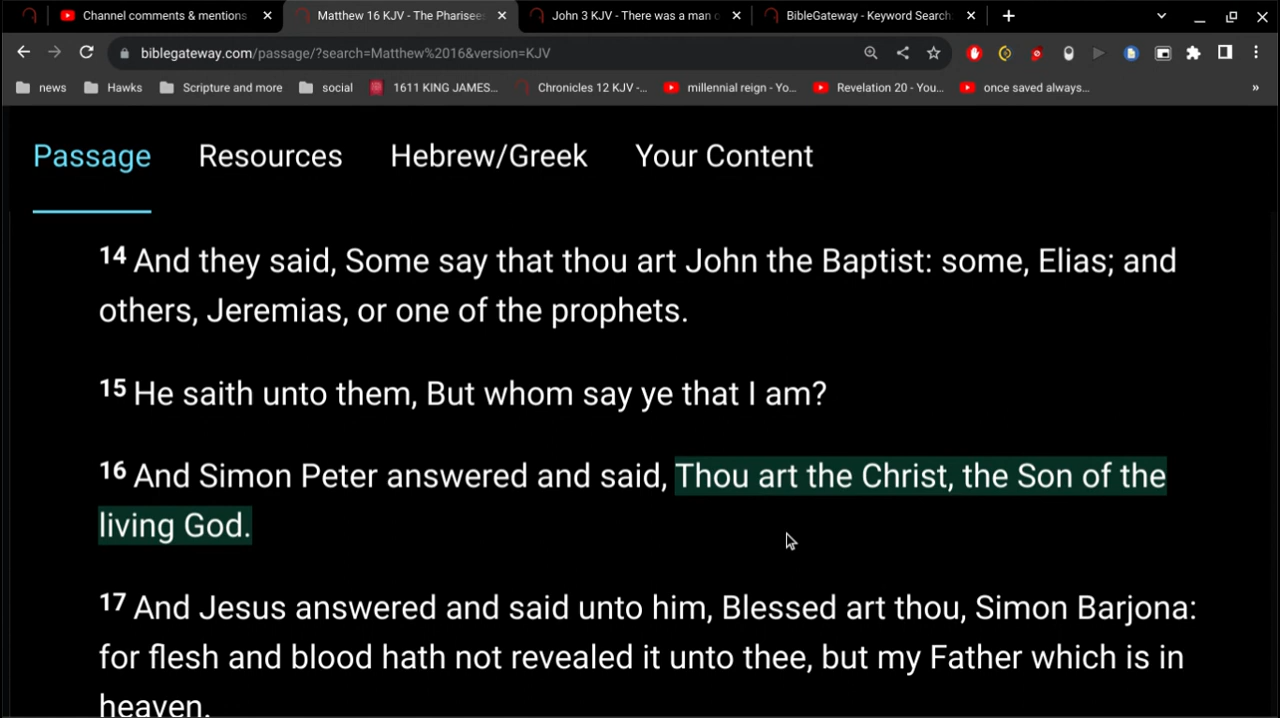 Channel comments & mentions
Matthew 16 KJV - The Pharisees
John 3 KJV - There was a man o
BibleGateway - Keyword Search:
biblegateway.com/passage/?search=Matthew%2016&version=KJV
news
Hawks
Scripture and more
social
1611 KING JAMES...
Chronicles 12 KJV -...
millennial reign - Yo...
Revelation 20 - You...
once saved always...
»
Passage
Resources
Hebrew/Greek
Your Content
14 And they said, Some say that thou art John the Baptist: some, Elias; and
others, Jeremias, or one of the prophets.
15 He saith unto them, But whom say ye that I am?
16 And Simon Peter answered and said, Thou art the Christ, the Son of the
living God.
17 And Jesus answered and said unto him, Blessed art thou, Simon Barjona:
for flesh and blood hath not revealed it unto thee, but my Father which is in
heaven.